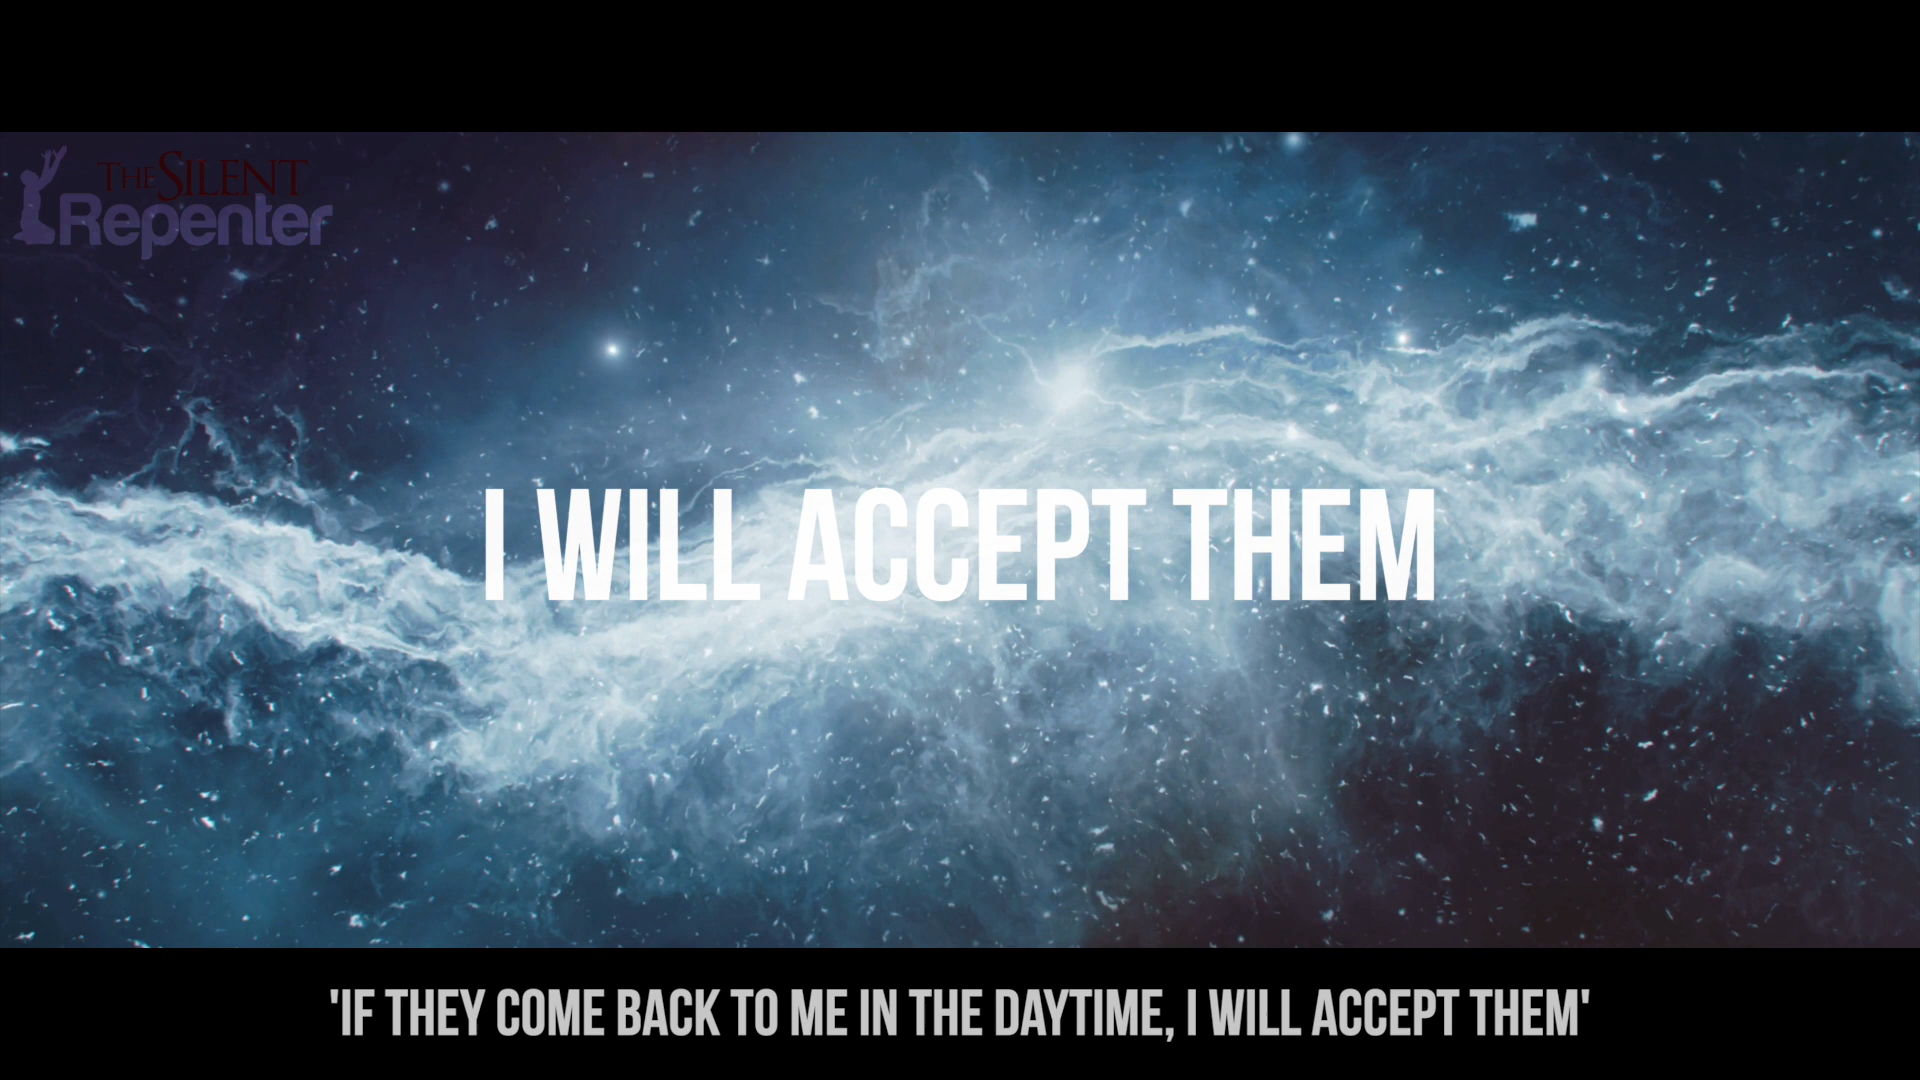 THE SILENT
Repenter
I WILL ACCEPT THEM
'IF THEY COME BACK TO ME IN THE DAYTIME, I WILL ACCEPT THEM'